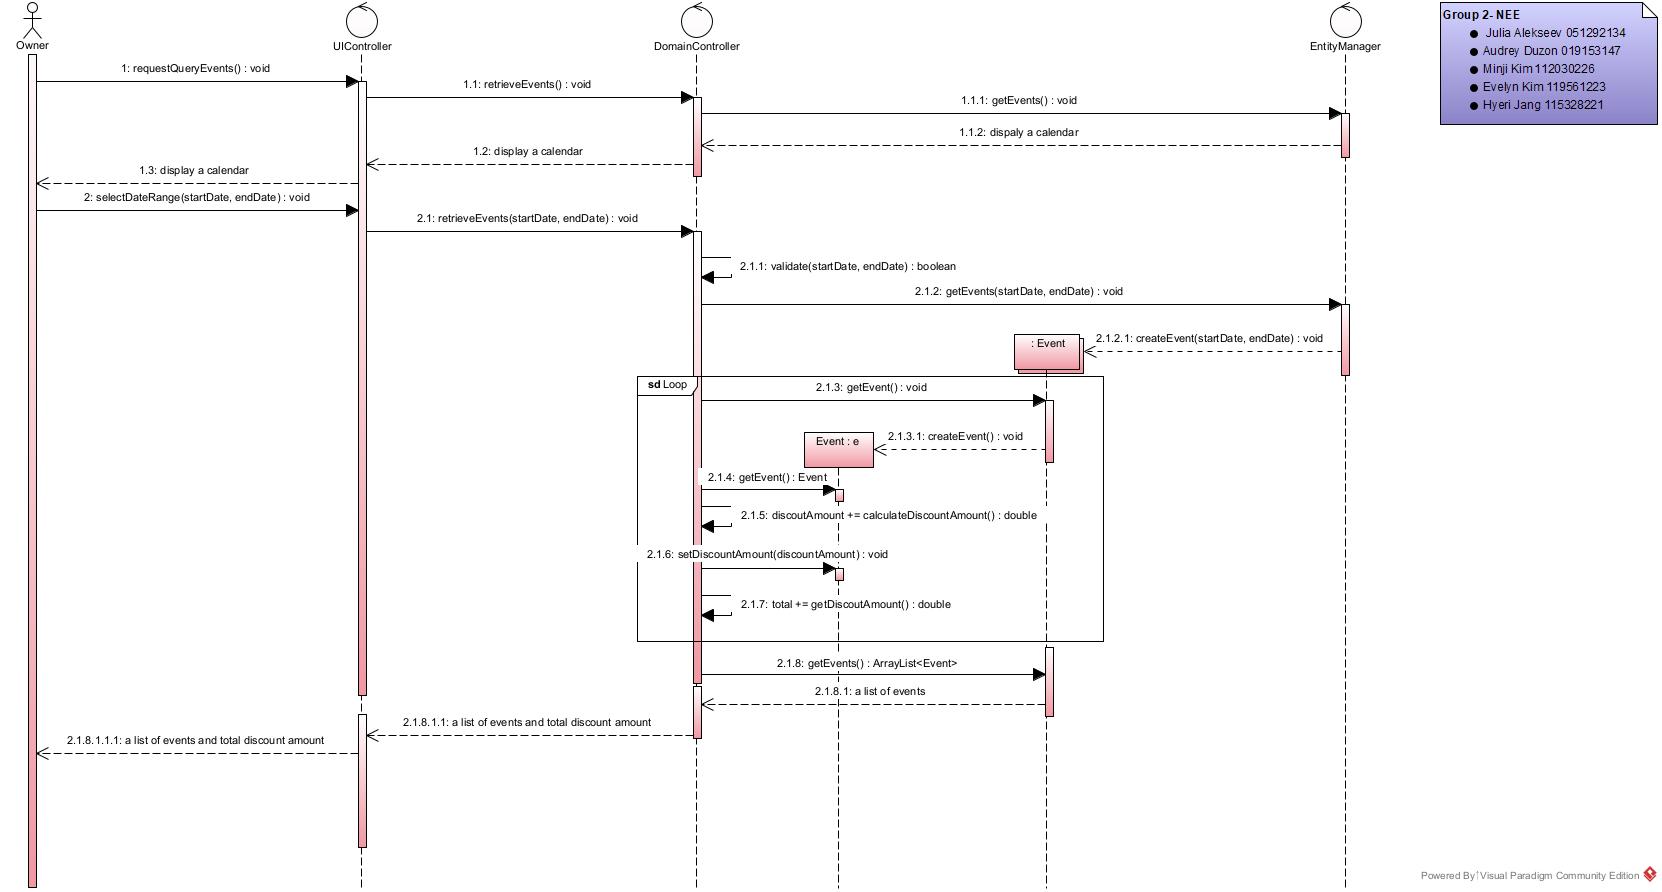 Owner
UIController
DomainController
EntityManager
Group 2- NEE
Julia Alekseev 051292134
Audrey Duzon 019153147
Minji Kim 112030226
Evelyn Kim 119561223
Hyeri Jang 115328221
1: requestQueryEvents() : void
1.1: retrieveEvents() : void
1.1.1: getEvents() : void
1.1.2: dispaly a calendar
1.2: display a calendar
1.3: display a calendar
2: selectDateRange(startDate, endDate) : void
2.1: retrieveEvents(startDate, endDate) : void
2.1.1: validate(startDate, endDate) : boolean
2.1.2: getEvents(startDate, endDate) : void
: Event
2.1.2.1: createEvent(startDate, endDate) : void
sd Loop
2.1.3: getEvent() : void
Event : e
2.1.3.1: createEvent() : void
2.1.4: getEvent() : Event
2.1.5: discoutAmount += calculateDiscountAmount() : double
2.1.6: setDiscountAmount(discountAmount) : void
2.1.7: total += getDiscoutAmount() : double
2.1.8: getEvents() : ArrayList<Event>
2.1.8.1: a list of events
2.1.8.1.1: a list of events and total discount amount
2.1.8.1.1.1: a list of events and total discount amount
Powered By Visual Paradigm Community Edition